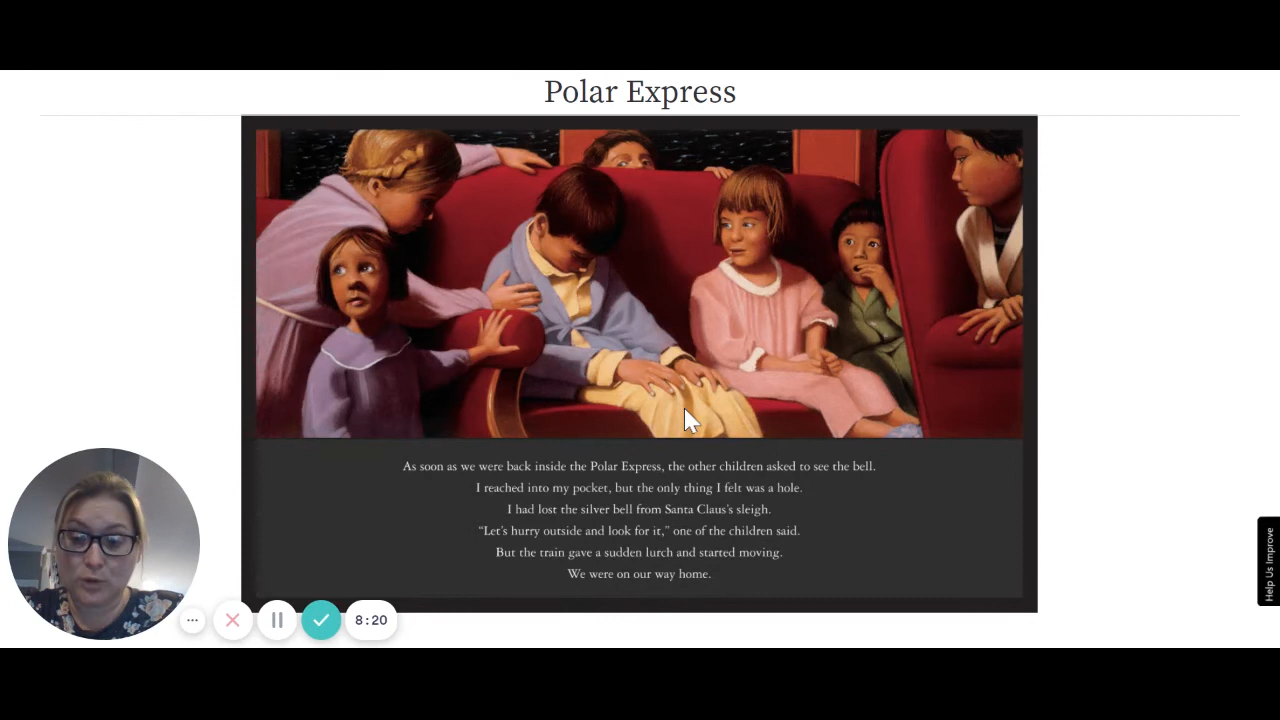 Polar Express
As soon as we were back inside the Polar Express, the other children asked to see the bell.
I reached into my pocket, but the only thing I felt was a hole.
I had lost the silver bell from Santa Claus's sleigh.
“Let's hurry outside and look for it,” one of the children said.
But the train gave a sudden lurch and started moving.
We were on our way home.
8:20
Help Us Improve